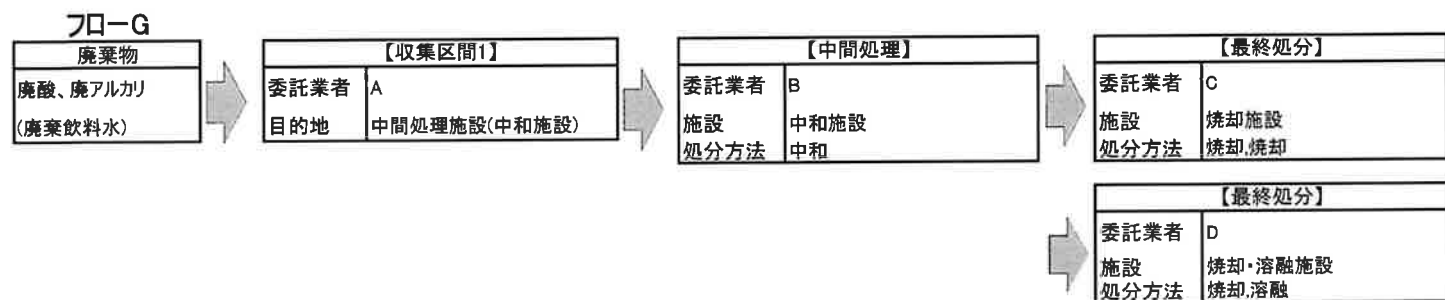 フローG
廃棄物
廃酸、廃アルカリ
(廃棄飲料水)
【収集区間1】
委託業者 A
目的地 中間処理施設(中和施設)
【中間処理】
委託業者 B
施設 中和施設
処分方法 中和
【最終処分】
委託業者 C
施設 焼却施設
処分方法 焼却,焼却
【最終処分】
委託業者 D
施設 焼却・溶融施設
処分方法 焼却,溶融